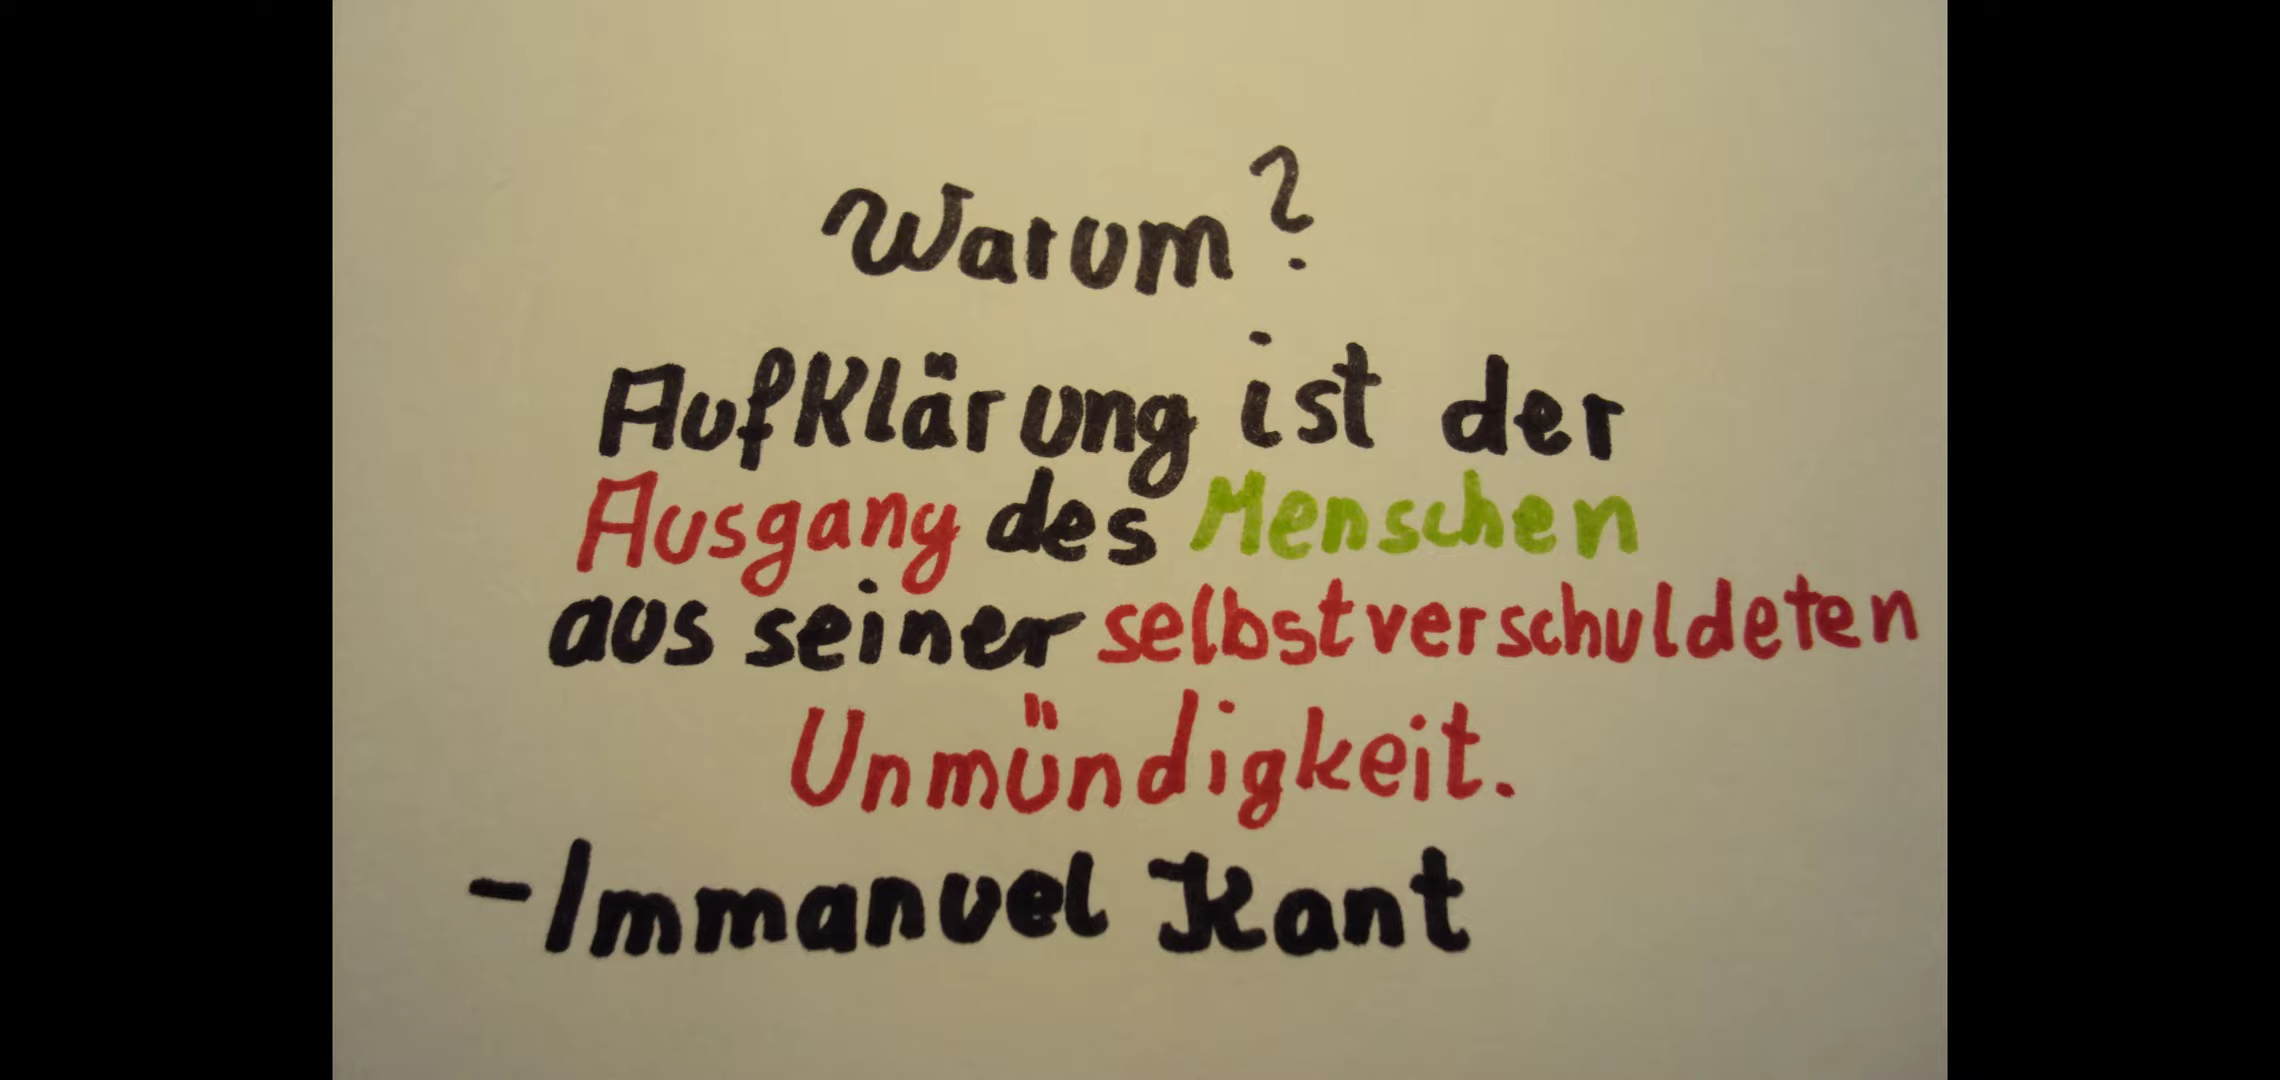 Warum?
Aufklärung ist der
Ausgang des Menschen
aus seiner selbstverschuldeten
Unmündigkeit.
-Immanuel Kant